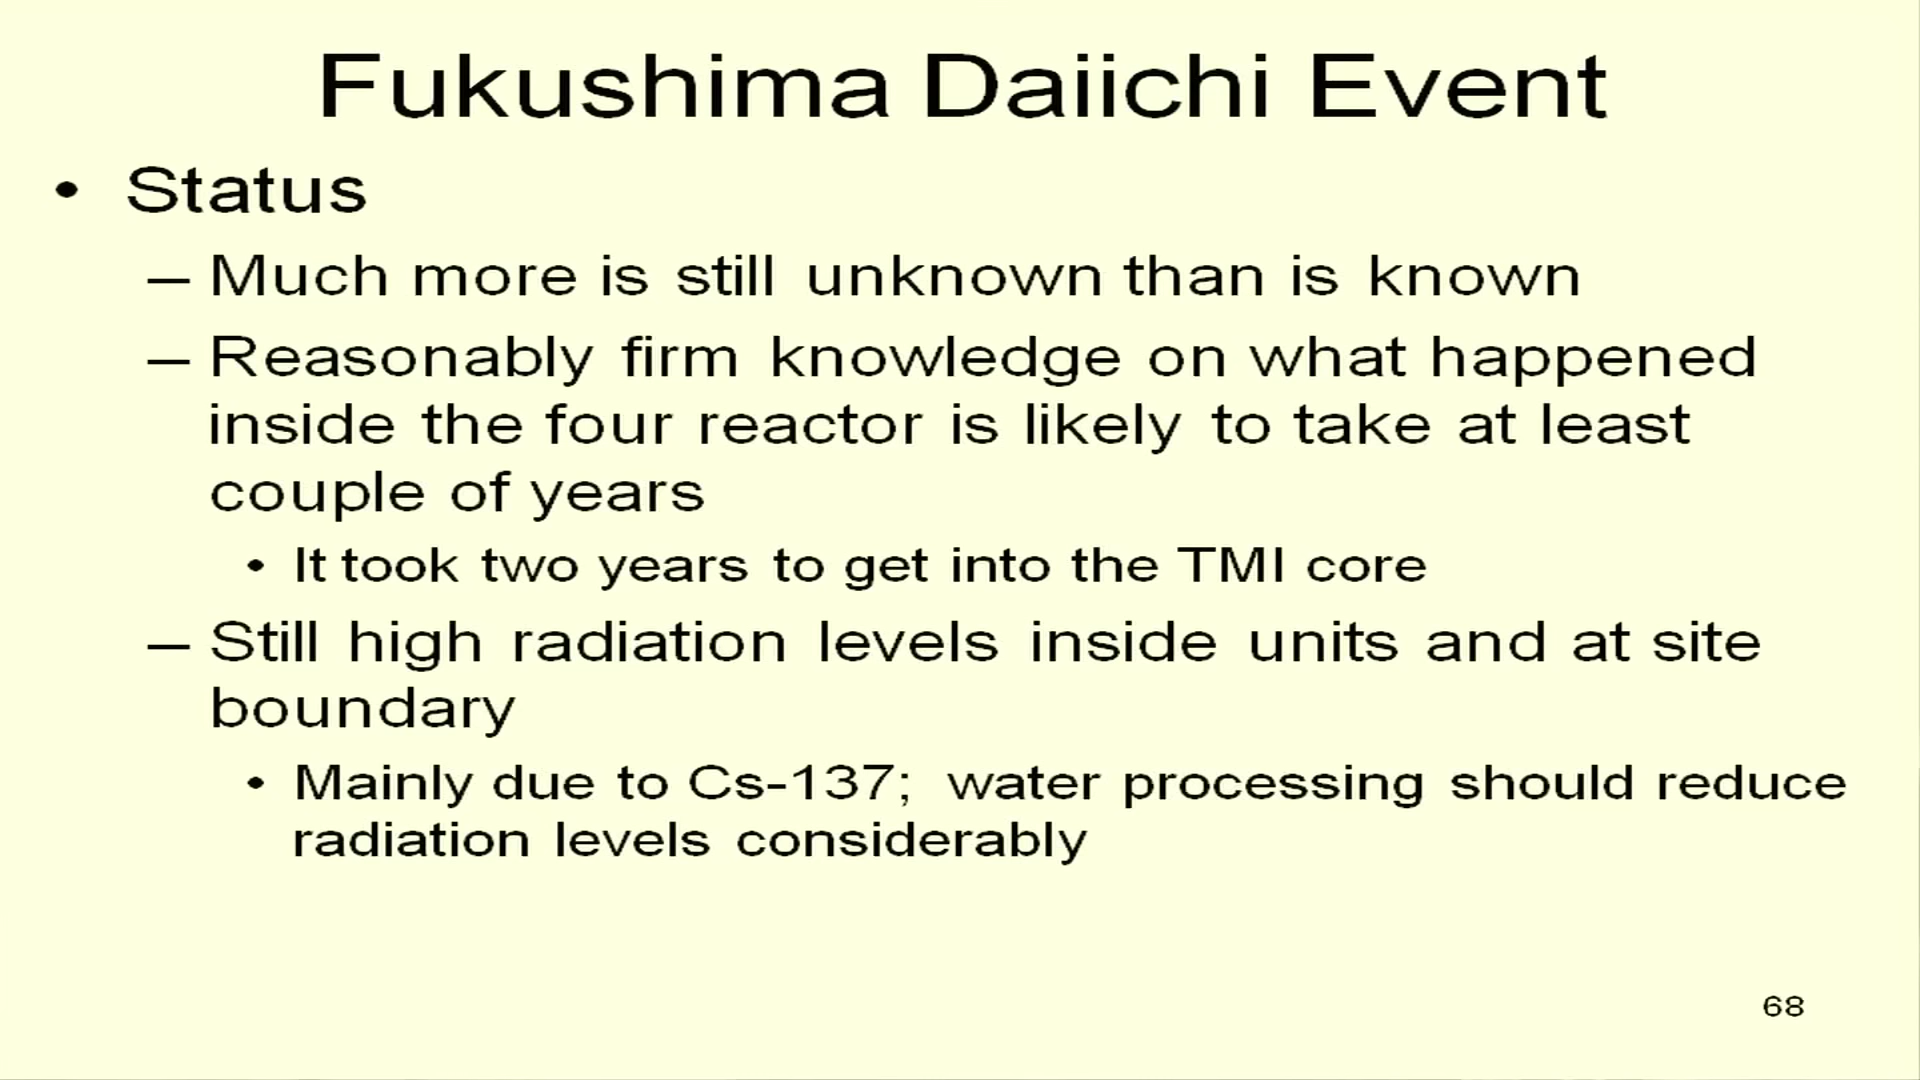 Fukushima Daiichi Event
• Status
– Much more is still unknown than is known
– Reasonably firm knowledge on what happened
inside the four reactor is likely to take at least
couple of years
• It took two years to get into the TMI core
– Still high radiation levels inside units and at site
boundary
• Mainly due to Cs-137; water processing should reduce
radiation levels considerably
68